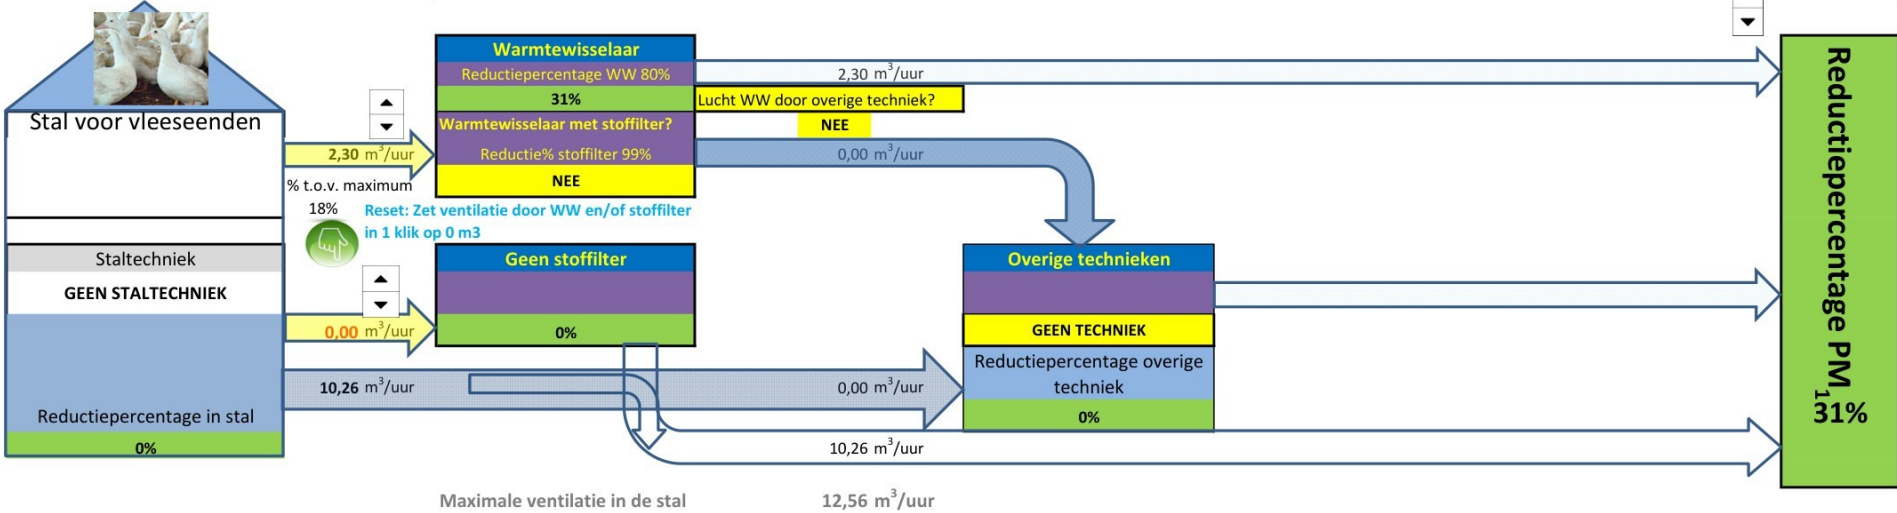 Stal voor vleeseenden
2,30 m³/uur
% t.o.v. maximum
18%
Reset: Zet ventilatie door WW en/of stoffilter
in 1 klik op 0 m3
Warmtewisselaar
Reductiepercentage WW 80%
31%
Warmtewisselaar met stoffilter?
Reductie% stoffilter 99%
NEE
2,30 m³/uur
Lucht WW door overige techniek?
NEE
0,00 m³/uur
Staltechniek
GEEN STALTECHNIEK
Reductiepercentage in stal
0%
0,00 m³/uur
Geen stoffilter
0%
10,26 m³/uur
0,00 m³/uur
Overige technieken
GEEN TECHNIEK
Reductiepercentage overige
techniek
0%
10,26 m³/uur
Maximale ventilatie in de stal 12,56 m³/uur
Reductiepercentage PM
31%